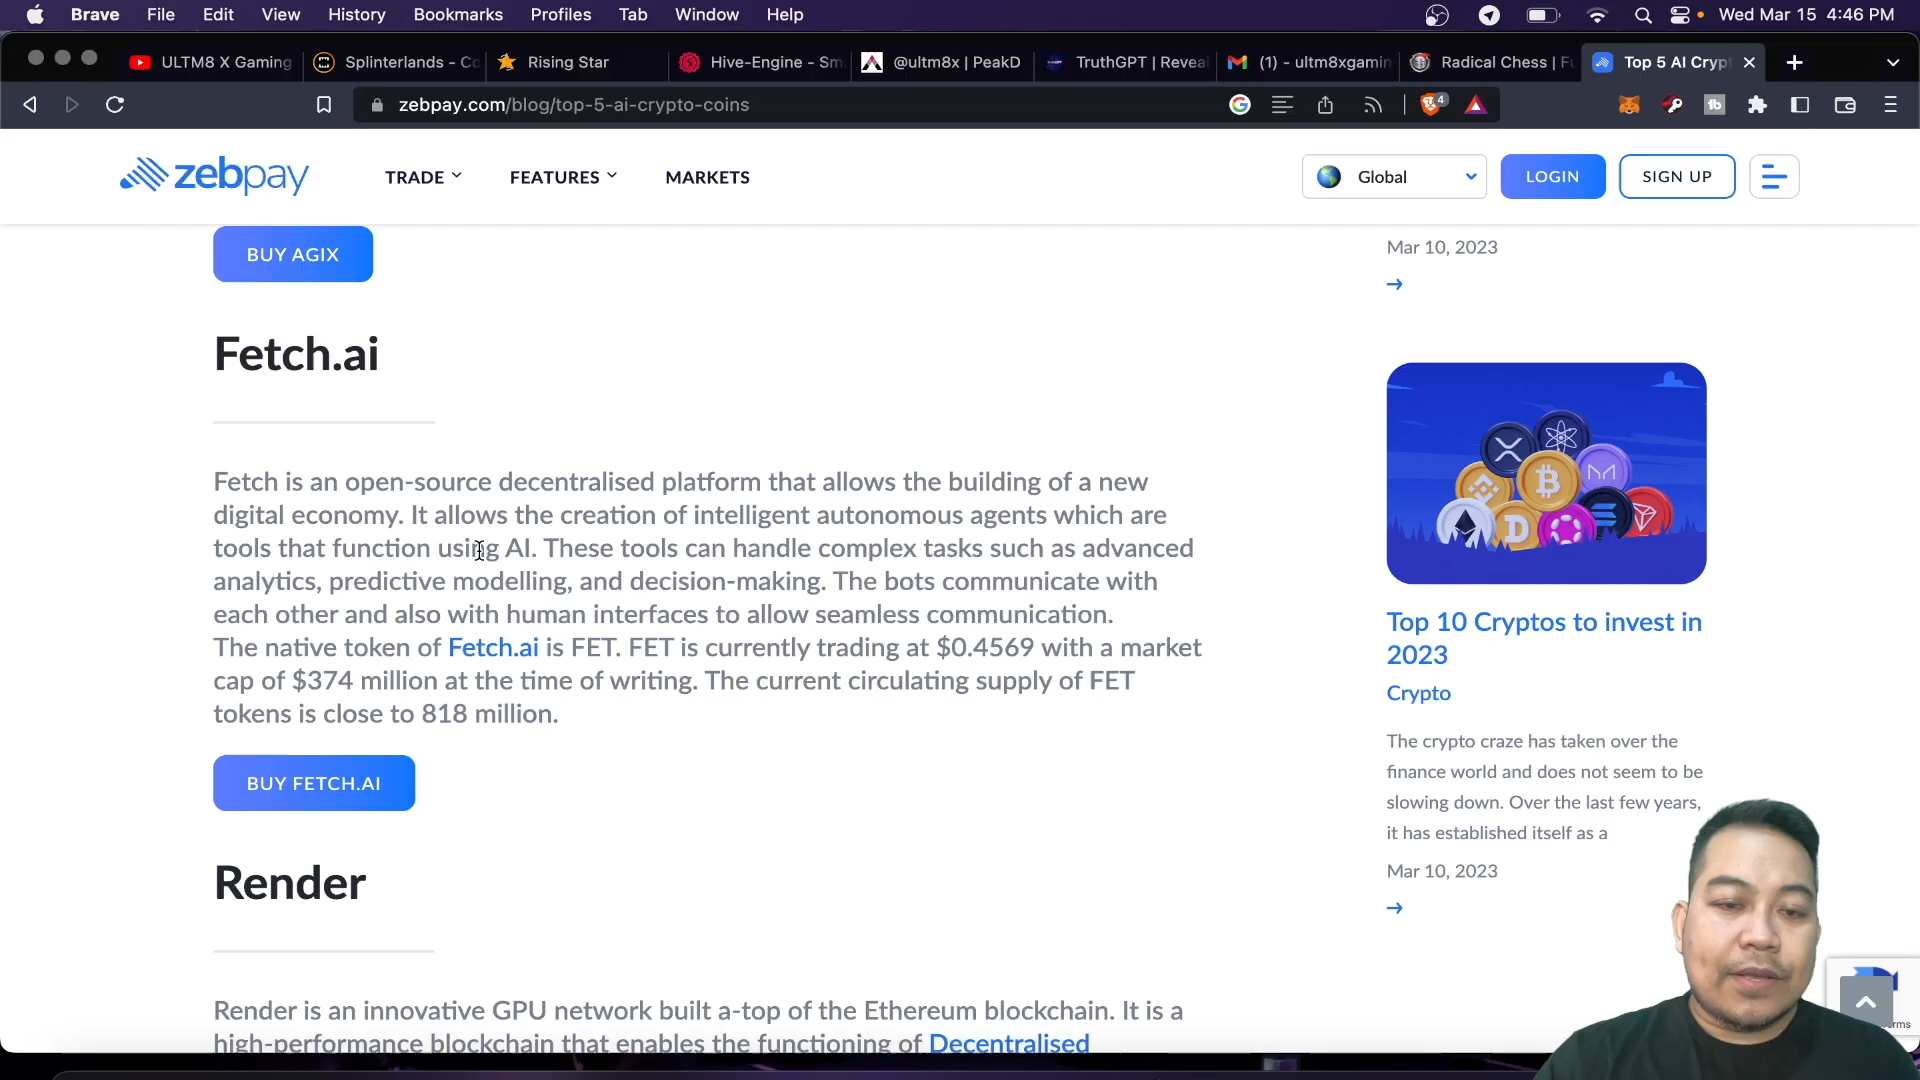 Brave File Edit View History Bookmarks Profiles Tab Window Help Wed Mar 15 4:46 PM
ULTM8 X Gaming Splinterlands - Co Rising Star Hive-Engine - Sm @ultm8x | PeakD TruthGPT | Reveal (1) - ultm8xgamin Radical Chess | Fu Top 5 AI Crypt
zebpay.com/blog/top-5-ai-crypto-coins 4 tb
zebpay TRADE FEATURES MARKETS Global LOGIN SIGN UP
BUY AGIX
Mar 10, 2023
Fetch.ai
Fetch is an open-source decentralised platform that allows the building of a new
digital economy. It allows the creation of intelligent autonomous agents which are
tools that function using AI. These tools can handle complex tasks such as advanced
analytics, predictive modelling, and decision-making. The bots communicate with
each other and also with human interfaces to allow seamless communication.
The native token of Fetch.ai is FET. FET is currently trading at $0.4569 with a market
cap of $374 million at the time of writing. The current circulating supply of FET
tokens is close to 818 million.
BUY FETCH.AI
Render
Render is an innovative GPU network built a-top of the Ethereum blockchain. It is a
high-performance blockchain that enables the functioning of Decentralised
Top 10 Cryptos to invest in
2023
Crypto
The crypto craze has taken over the
finance world and does not seem to be
slowing down. Over the last few years,
it has established itself as a
Mar 10, 2023